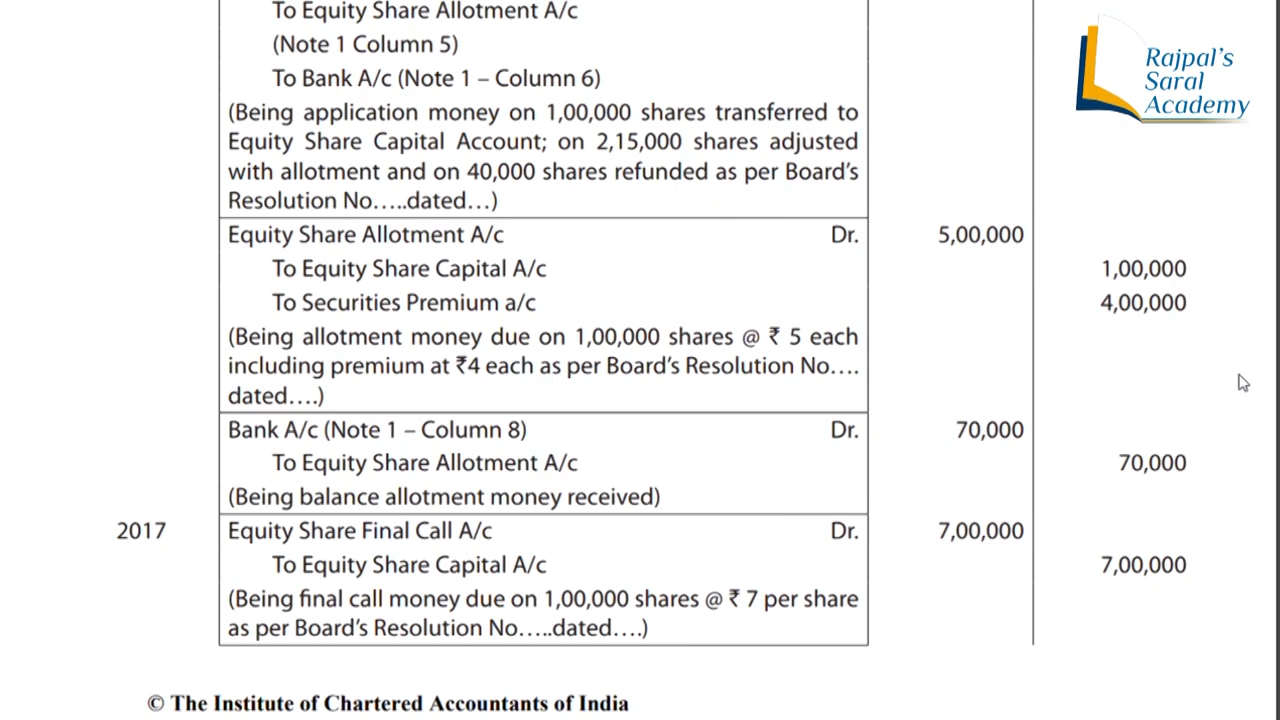 To Equity Share Allotment A/c
(Note 1 Column 5)
To Bank A/c (Note 1 – Column 6)
(Being application money on 1,00,000 shares transferred to
Equity Share Capital Account; on 2,15,000 shares adjusted
with allotment and on 40,000 shares refunded as per Board's
Resolution No…..dated…)
Equity Share Allotment A/c Dr. 5,00,000
To Equity Share Capital A/c 1,00,000
To Securities Premium a/c 4,00,000
(Being allotment money due on 1,00,000 shares @ ₹ 5 each
including premium at ₹4 each as per Board's Resolution No….
dated….)
Bank A/c (Note 1 – Column 8) Dr. 70,000
To Equity Share Allotment A/c 70,000
(Being balance allotment money received)
2017 Equity Share Final Call A/c Dr. 7,00,000
To Equity Share Capital A/c 7,00,000
(Being final call money due on 1,00,000 shares @ ₹ 7 per share
as per Board's Resolution No…..dated….)
© The Institute of Chartered Accountants of India
Rajpal's
Saral
Academy